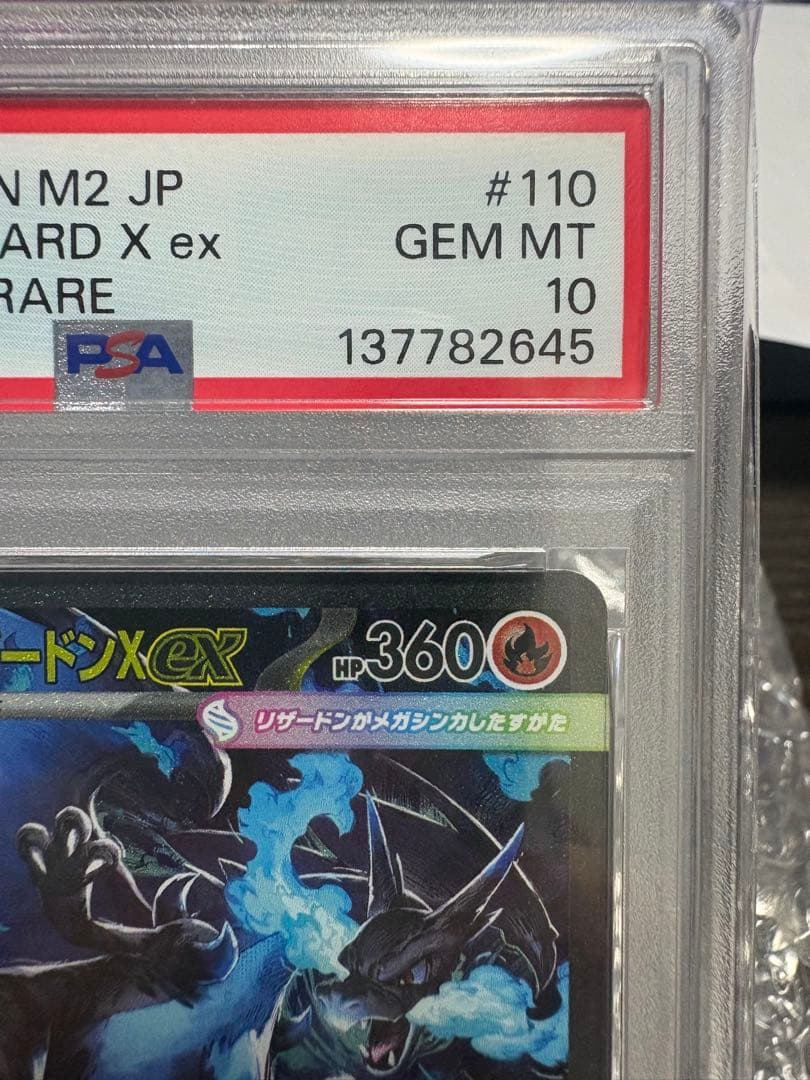 N M2 JP #110
ARD X ex GEM MT
RARE 10
PSA 137782645
ードンXex HP360
リザードンがメガシンカしたすがた